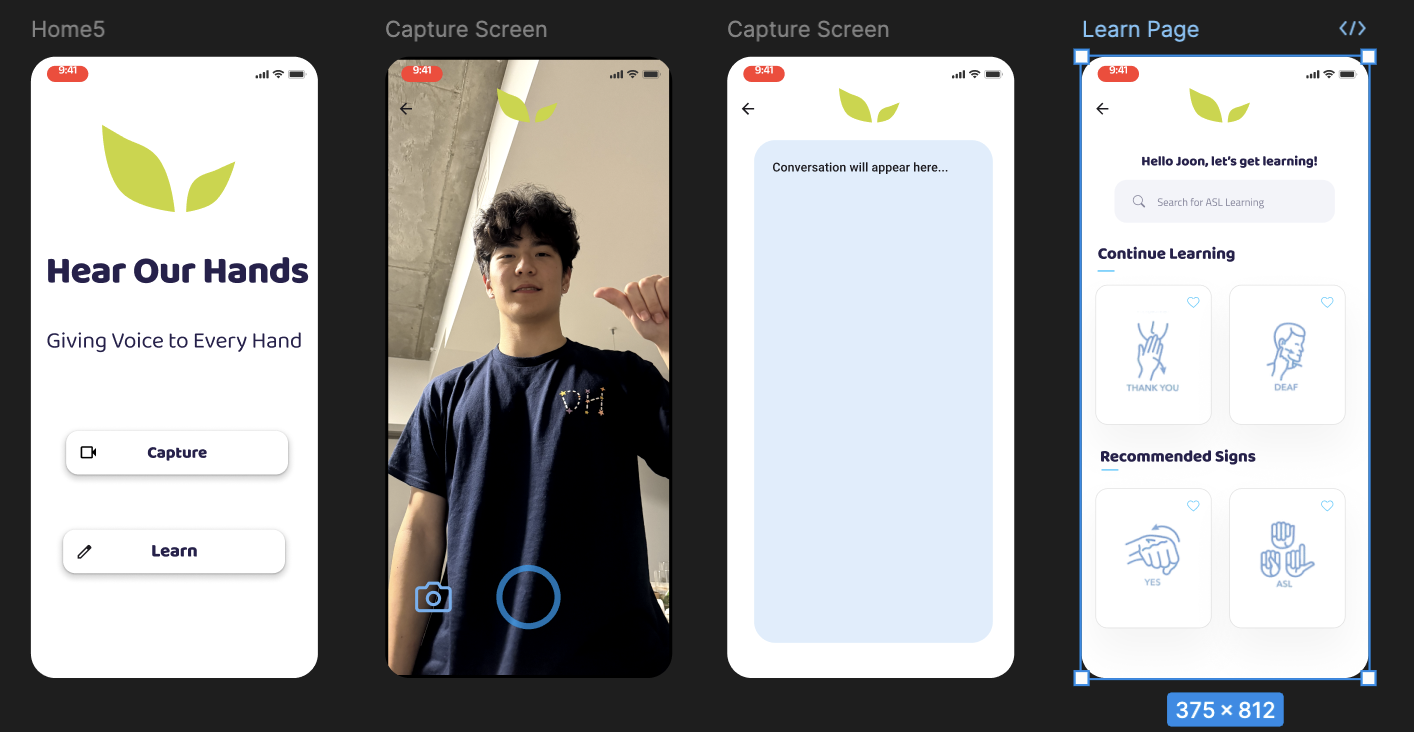 Home5
Capture Screen
Capture Screen
Learn Page
9:41
Hear Our Hands
Giving Voice to Every Hand
Capture
Learn
9:41
DH
9:41
Conversation will appear here...
9:41
Hello Joon, let's get learning!
Search for ASL Learning
Continue Learning
THANK YOU
DEAF
Recommended Signs
YES
ASL
375 × 812